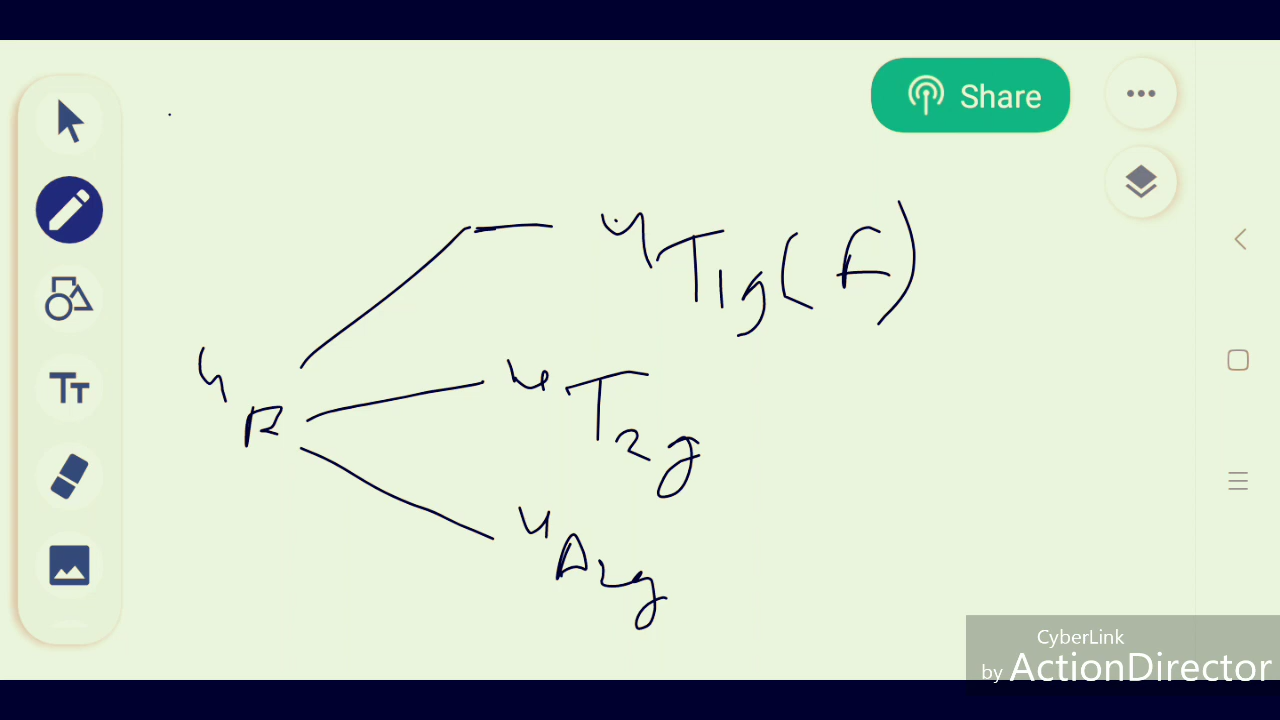 Share
⁴T₁g(F)
⁴F
⁴T₂g
⁴A₂g
CyberLink
by ActionDirector